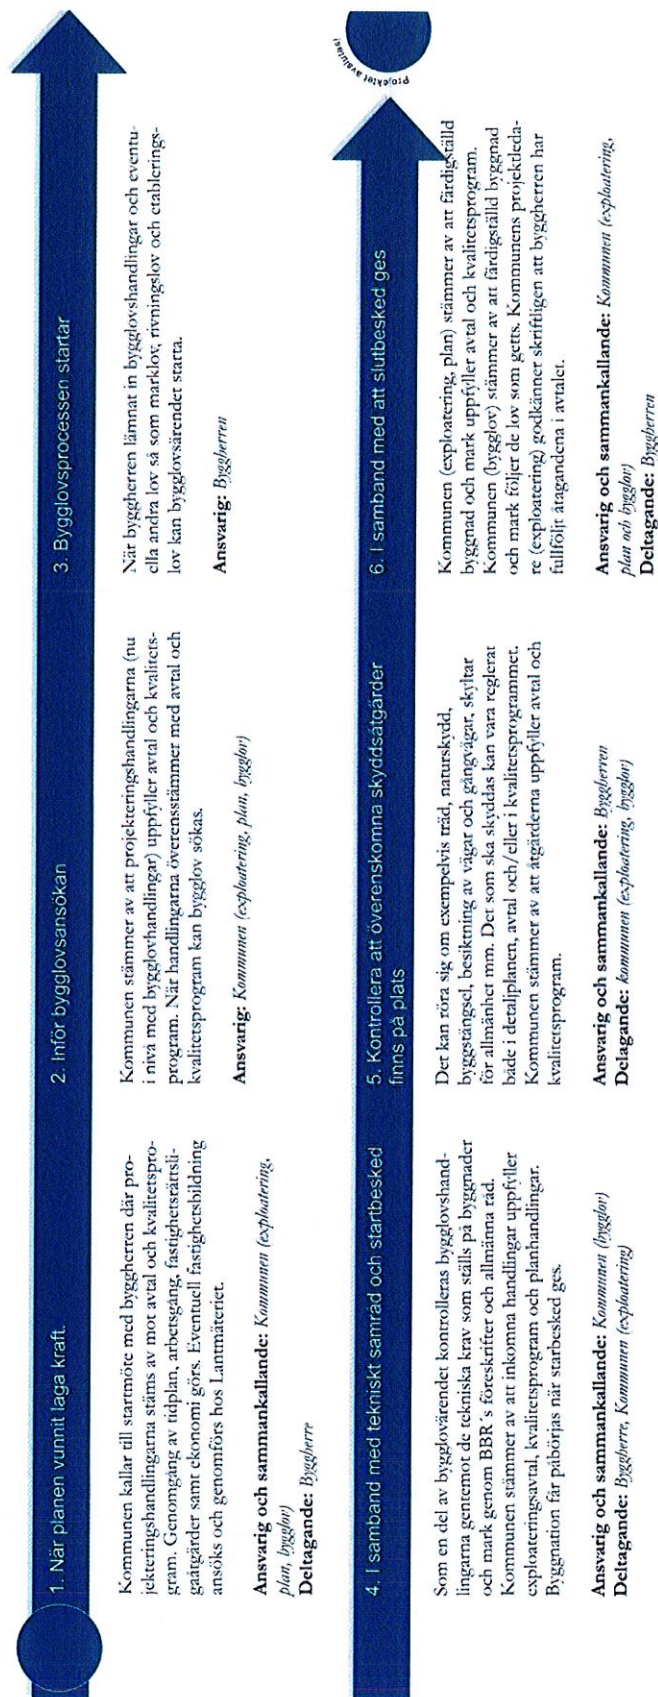 1. När planen vunnit laga kraft.
Kommunen kallar till startmöte med byggherren där pro-
jekteringshandlingarna stäms av mot avtal och kvalitetspro-
gram. Genomgång av tidplan, arbetsgång, fastighetsrättsli-
gaåtgärder samt ekonomi görs. Eventuell fastighetsbildning
ansöks och genomförs hos Lantmäteriet.
Ansvarig och sammankallande: Kommunen (exploatering,
plan, bygglov)
Deltagande: Byggherre
2. Inför bygglovsansökan
Kommunen stämmer av att projekteringshandlingarna (nu
i nivå med bygglovhandlingar) uppfyller avtal och kvalitets-
program. När handlingarna överensstämmer med avtal och
kvalitetsprogram kan bygglov sökas.
Ansvarig: Kommunen (exploatering, plan, bygglov)
3. Bygglovsprocessen startar
När byggherren lämnat in bygglovshandlingar och eventu-
ella andra lov så som marklov, rivningslov och etablerings-
lov kan bygglovsärendet starta.
Ansvarig: Byggherren
4. I samband med tekniskt samråd och startbesked
Som en del av bygglovärendet kontrolleras bygglovshand-
lingarna gentemot de tekniska krav som ställs på byggnader
och mark genom BBR´s föreskrifter och allmänna råd.
Kommunen stämmer av att inkomna handlingar uppfyller
exploateringsavtal, kvalitetsprogram och planhandlingar.
Byggnation får påbörjas när starbesked ges.
Ansvarig och sammankallande: Kommunen (bygglov)
Deltagande: Byggherre, Kommunen (exploatering)
5. Kontrollera att överenskomna skyddsåtgärder
finns på plats
Det kan röra sig om exempelvis träd, naturskydd,
byggstängsel, besiktning av vägar och gångvägar, skyltar
för allmänhet mm. Det som ska skyddas kan vara reglerat
både i detaljplanen, avtal och/eller i kvalitetsprogrammet.
Kommunen stämmer av att åtgärderna uppfyller avtal och
kvalitetsprogram.
Ansvarig och sammankallande: Byggherren
Delagande: kommunen (exploatering, bygglov)
6. I samband med att slutbesked ges
Kommunen (exploatering, plan) stämmer av att färdigställd
byggnad och mark uppfyller avtal och kvalitetsprogram.
Kommunen (bygglov) stämmer av att färdigställd byggnad
och mark följer de lov som getts. Kommunens projektleda-
re (exploatering) godkänner skriftligen att byggherren har
fullföljt åtagandena i avtalet.
Ansvarig och sammankallande: Kommunen (exploatering,
plan och bygglov)
Deltagande: Byggherren
Projektet avslutas!